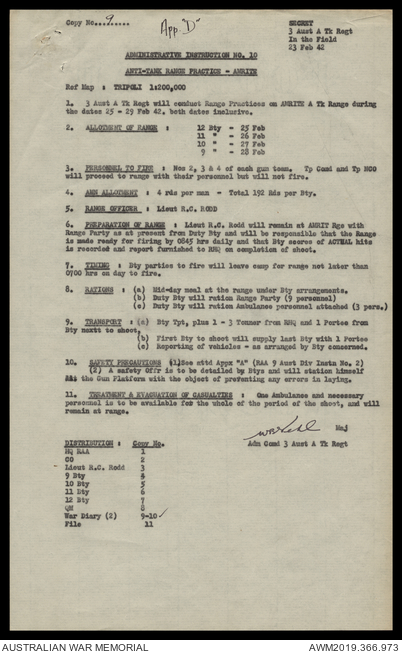 Copy No....9.....
App "D"
SECRET
3 Aust A Tk Regt
In the Field
23 Feb 42
ADMINISTRATIVE INSTRUCTION NO. 10
ANTI-TANK RANGE PRACTICE - AMRITE
Ref Map : TRIPOLI 1:200,000
1. 3 Aust A Tk Regt will conduct Range Practices on AMRITE A Tk Range during
the dates 25 - 29 Feb 42, both dates inclusive.
2. ALLOTMENT OF RANGE : 12 Bty - 25 Feb
11 " - 26 Feb
10 " - 27 Feb
9 " - 28 Feb
3. PERSONNEL TO FIRE : Nos 2, 3 & 4 of each gun team. Tp Comd and Tp NCO
will proceed to range with their personnel but will not fire.
4. AMN ALLOTMENT : 4 rds per man - Total 192 Rds per Bty.
5. RANGE OFFICER : Lieut R.C. RODD
6. PREPARATION OF RANGE : Lieut R.C. Rodd will remain at AMRIT Rge with
Range Party as at present from Duty Bty and will be responsible that the Range
is made ready for firing by 0845 hrs daily and that Bty scores of ACTUAL hits
is recorded and report furnished to RHQ on completion of shoot.
7. TIMING : Bty parties to fire will leave camp for range not later than
0700 hrs on day to fire.
8. RATIONS : (a) Mid-day meal at the range under Bty arrangements.
(b) Duty Bty will ration Range Party (9 personnel)
(c) Duty Bty will ration Ambulance personnel attached (3 pers.)
9. TRANSPORT : (a) Bty Tpt, plus 1 - 3 Tonner from RHQ and 1 Portee from
Bty nextt to shoot.
(b) First Bty to shoot will supply last Bty with 1 Portee
(c) Reporting of vehicles - as arranged by Bty concerned.
10. SAFETY PRECAUTIONS (1)See attd Appx "A" (RAA 9 Aust Div Instn No. 2)
(2) A safety Offr is to be detailed by Btys and will station himself
the Gun Platform with the object of preventing any errors in laying.
11. TREATMENT & EVACUATION OF CASUALTIES : One Ambulance and necessary
personnel is to be available for the whole of the period of the shoot, and will
remain at range.
Maj
Adm Comd 3 Aust A Tk Regt
DISTRIBUTION : Copy No.
HQ RAA 1
CO 2
Lieut R.C. Rodd 3
9 Bty 4
10 Bty 5
11 Bty 6
12 Bty 7
QM 8
War Diary (2) 9-10 ✓
File 11
AUSTRALIAN WAR MEMORIAL
AWM2019.366.973